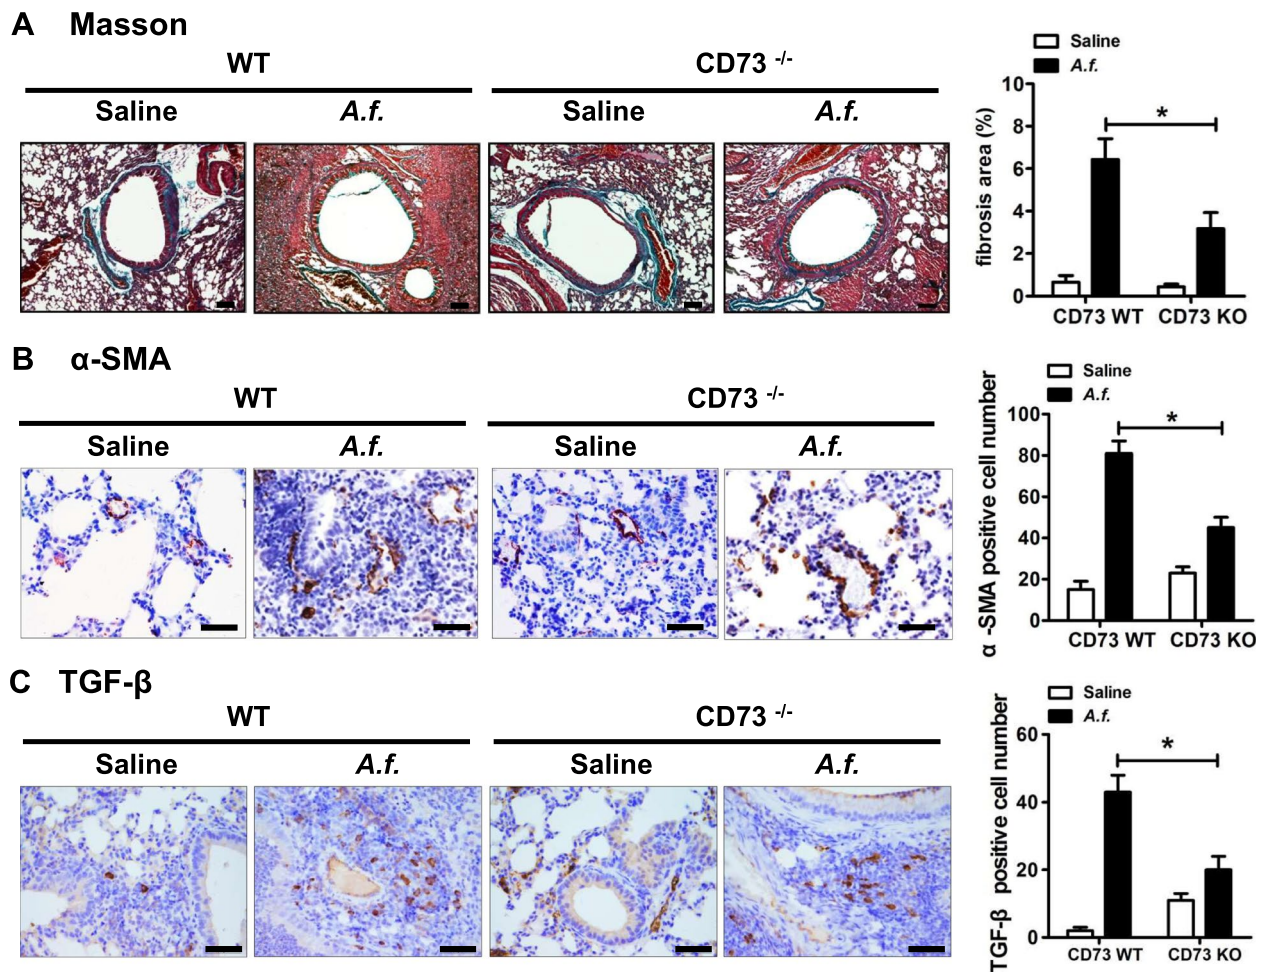 A Masson
WT CD73 -/-
Saline A.f. Saline A.f.
Saline
A.f.
fibrosis area (%)
10
8
6
4
2
0
CD73 WT CD73 KO
B α-SMA
WT CD73 -/-
Saline A.f. Saline A.f.
Saline
A.f.
α -SMA positive cell number
100
80
60
40
20
0
*
CD73 WT CD73 KO
C TGF-β
WT CD73 -/-
Saline A.f. Saline A.f.
Saline
A.f.
TGF-β positive cell number
60
40
20
0
*
CD73 WT CD73 KO